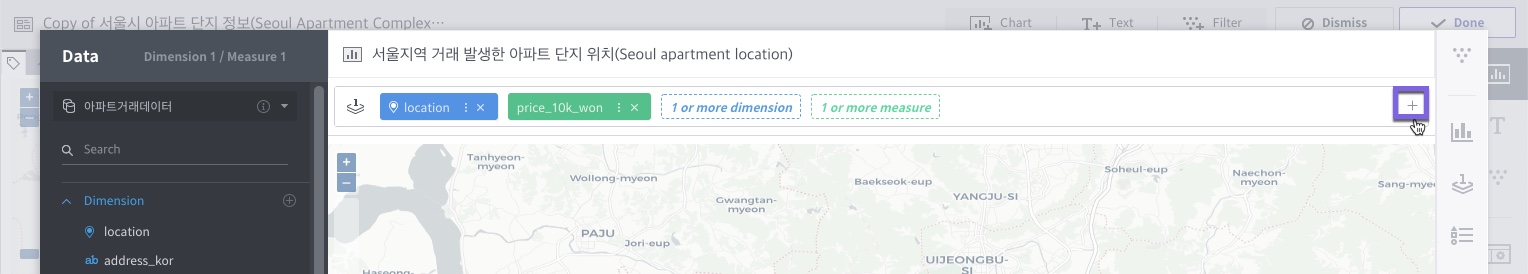 Copy of 서울시 아파트 단지 정보(Seoul Apartment Complex···
Chart
Text
Filter
Dismiss
Done
Data
Dimension 1 / Measure 1
서울지역 거래 발생한 아파트 단지 위치(Seoul apartment location)
아파트거래데이터
1
location
price_10k_won
1 or more dimension
1 or more measure
Search
Dimension
location
ab address_kor
Tanhyeon-
myeon
Wollong-myeon
Baekseok-eup
Soheul-eup
Naechon-
myeon
Sang-mye
YANGJU-SI
Gwangtan-
myeon
PAJU
Jori-eup
UIJEONGBU-
SI
Haseong-
1